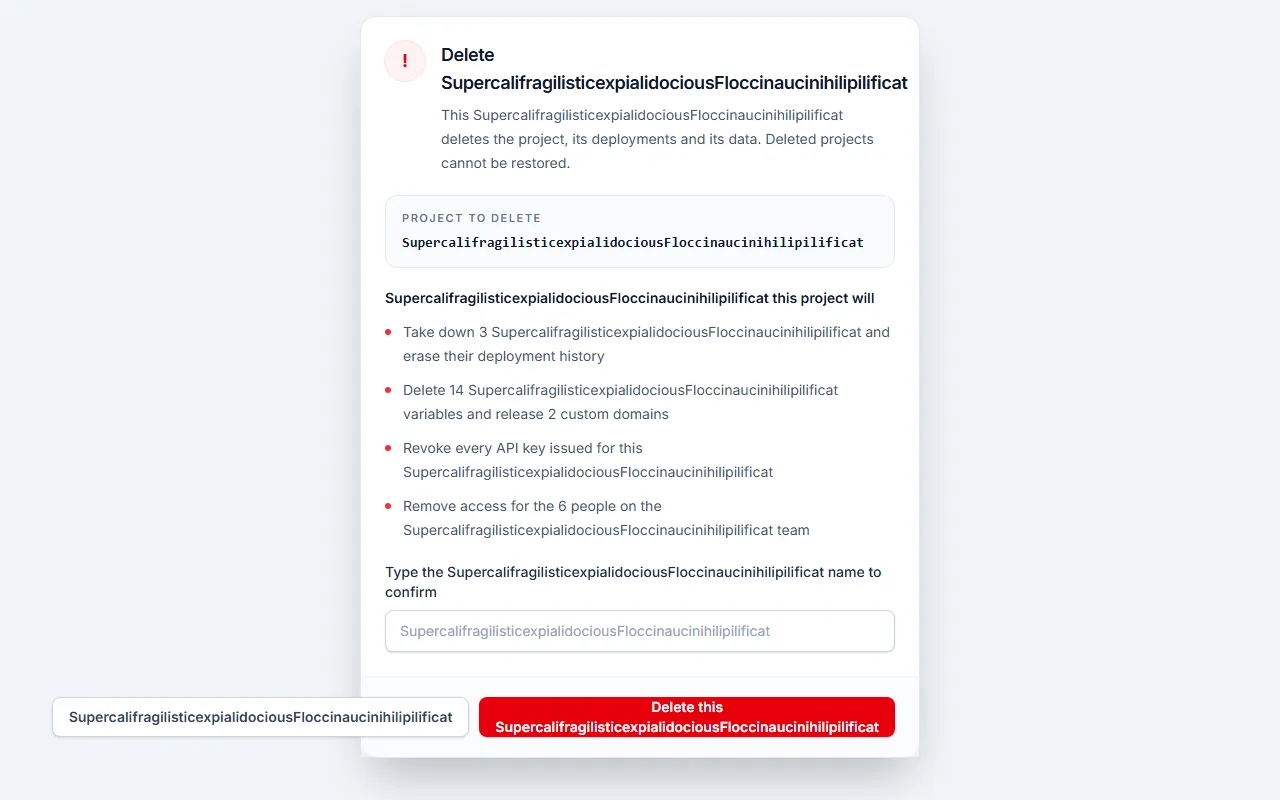 !
Delete
SupercalifragilisticexpialidociousFloccinaucinihilipilificat
This SupercalifragilisticexpialidociousFloccinaucinihilipilificat
deletes the project, its deployments and its data. Deleted projects
cannot be restored.
PROJECT TO DELETE
SupercalifragilisticexpialidociousFloccinaucinihilipilificat
SupercalifragilisticexpialidociousFloccinaucinihilipilificat this project will
Take down 3 SupercalifragilisticexpialidociousFloccinaucinihilipilificat and
erase their deployment history
Delete 14 SupercalifragilisticexpialidociousFloccinaucinihilipilificat
variables and release 2 custom domains
Revoke every API key issued for this
SupercalifragilisticexpialidociousFloccinaucinihilipilificat
Remove access for the 6 people on the
SupercalifragilisticexpialidociousFloccinaucinihilipilificat team
Type the SupercalifragilisticexpialidociousFloccinaucinihilipilificat name to
confirm
SupercalifragilisticexpialidociousFloccinaucinihilipilificat
SupercalifragilisticexpialidociousFloccinaucinihilipilificat
Delete this
SupercalifragilisticexpialidociousFloccinaucinihilipilificat